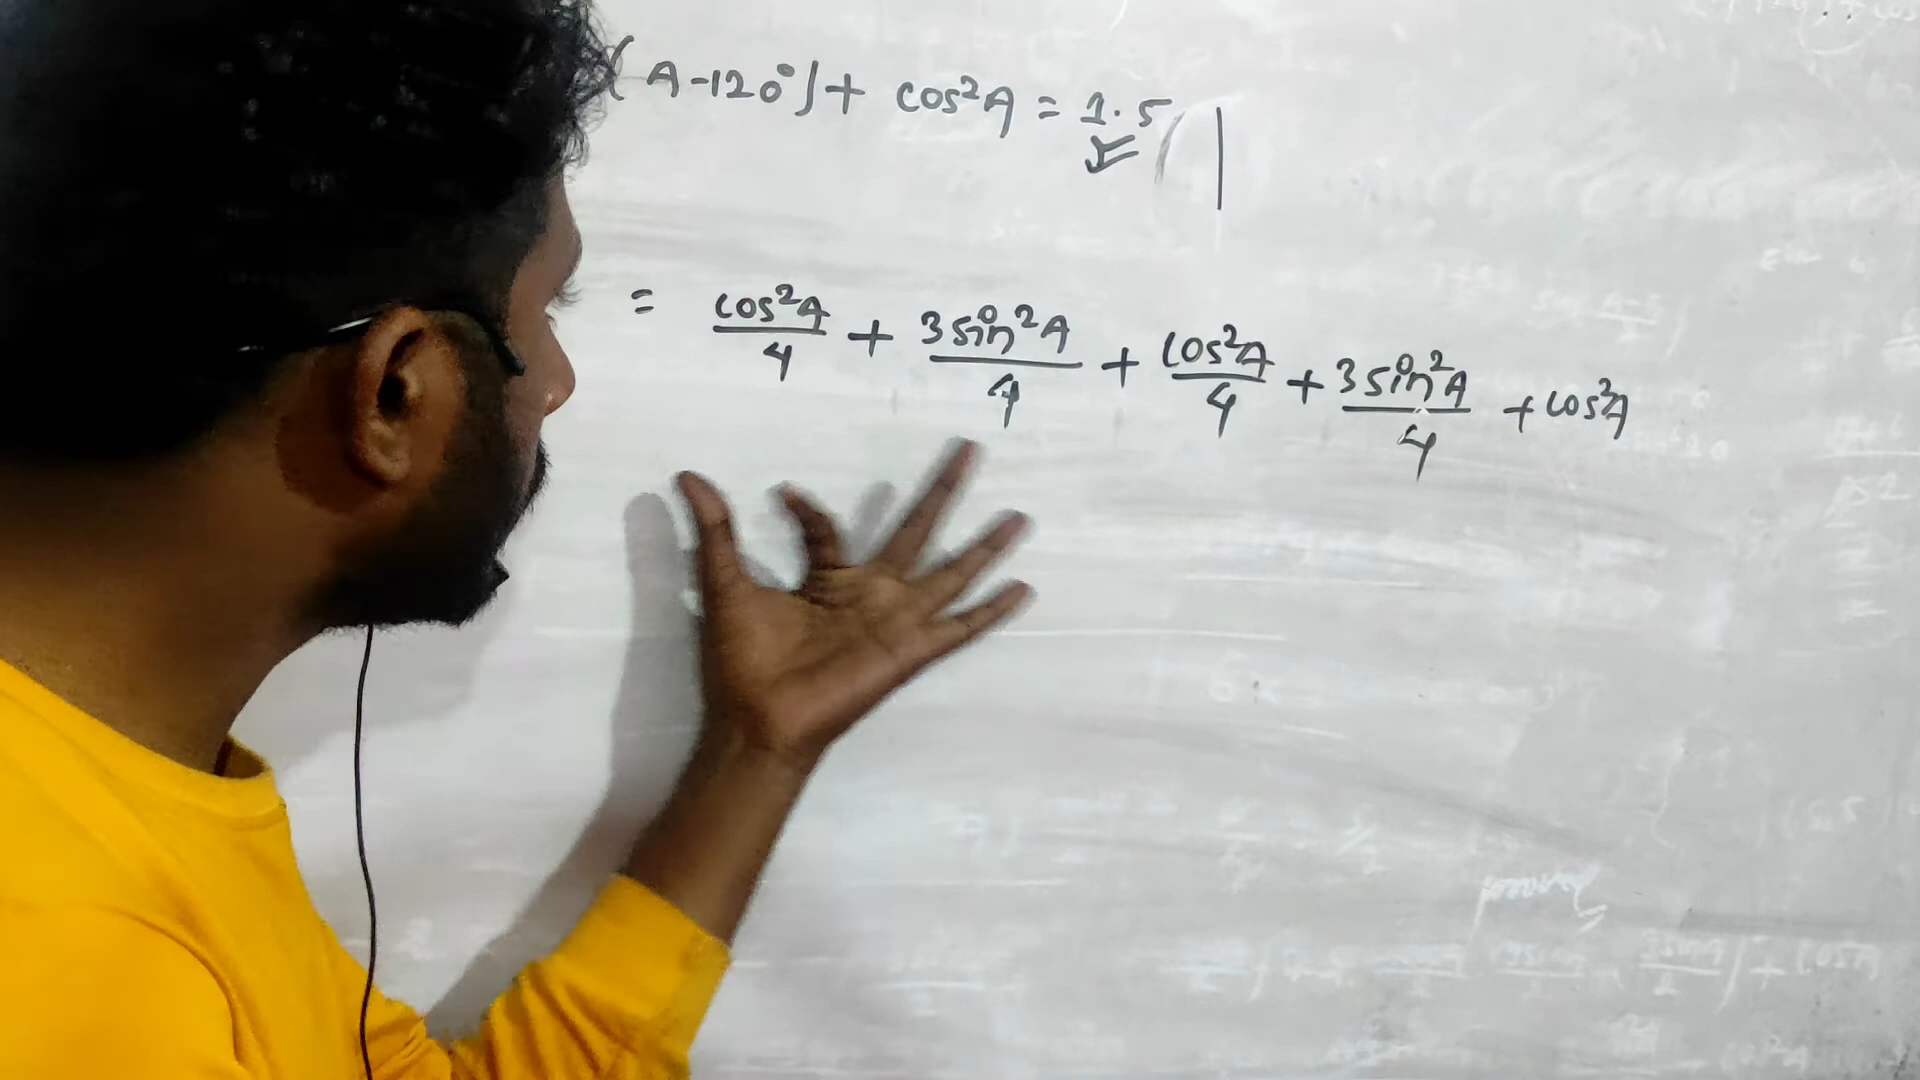 (A-120°)+ cos²A = 1.5
= cos²A/4 + 3sin²A/4 + cos²A/4 + 3sin²A/4 + cos²A